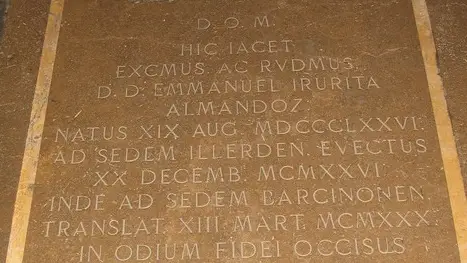 D. O. M.
HIC IACET
EXCMUS. AC RVDMUS.
D. D. EMMANUEL IRURITA
ALMANDOZ.
NATUS XIX AUG. MDCCCLXXVI.
AD SEDEM ILLERDEN. EVECTUS
XX DECEMB. MCMXXVI
INDE AD SEDEM BARCINONEN.
TRANSLAT. XIII MART. MCMXXX
IN ODIUM FIDEI OCCISUS